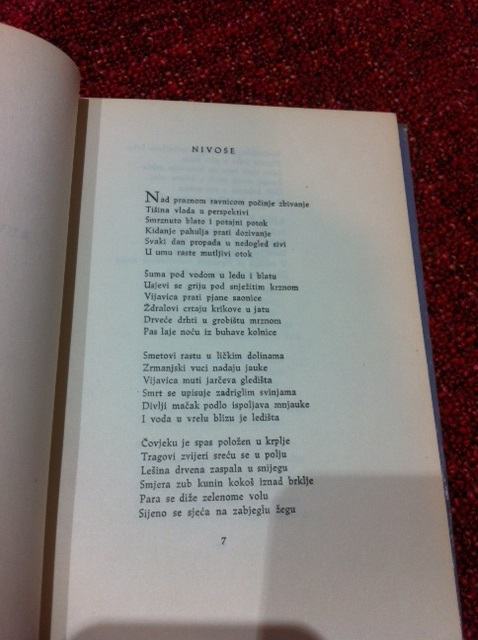 NIVOSE
Nad praznom ravnicom počinje zbivanje
Tišina vlada u perspektivi
Smrznuto blato i potajni potok
Kidanje pahulja prati dozivanje
Svaki dan propada u nedogled sivi
U umu raste mutljivi otok
Šuma pod vodom u ledu i blatu
Usjevi se griju pod snježitim krznom
Vijavica prati pjane saonice
Ždralovi crtaju krikove u jatu
Drveće drhti u grobištu mrznom
Pas laje noću iz buhave kolnice
Smetovi rastu u ličkim dolinama
Zrmanjski vuci nadaju jauke
Vijavica muti jarčeva gledišta
Smrt se upisuje zadriglim svinjama
Divlji mačak podlo ispoljava mnjauke
I voda u vrelu blizu je ledišta
Čovjeku je spas položen u krplje
Tragovi zvijeri sreću se u polju
Lešina drvena zaspala u snijegu
Smjera zub kunin kokoš iznad brklje
Para se diže zelenome volu
Sijeno se sjeća na zabjeglu žegu
7